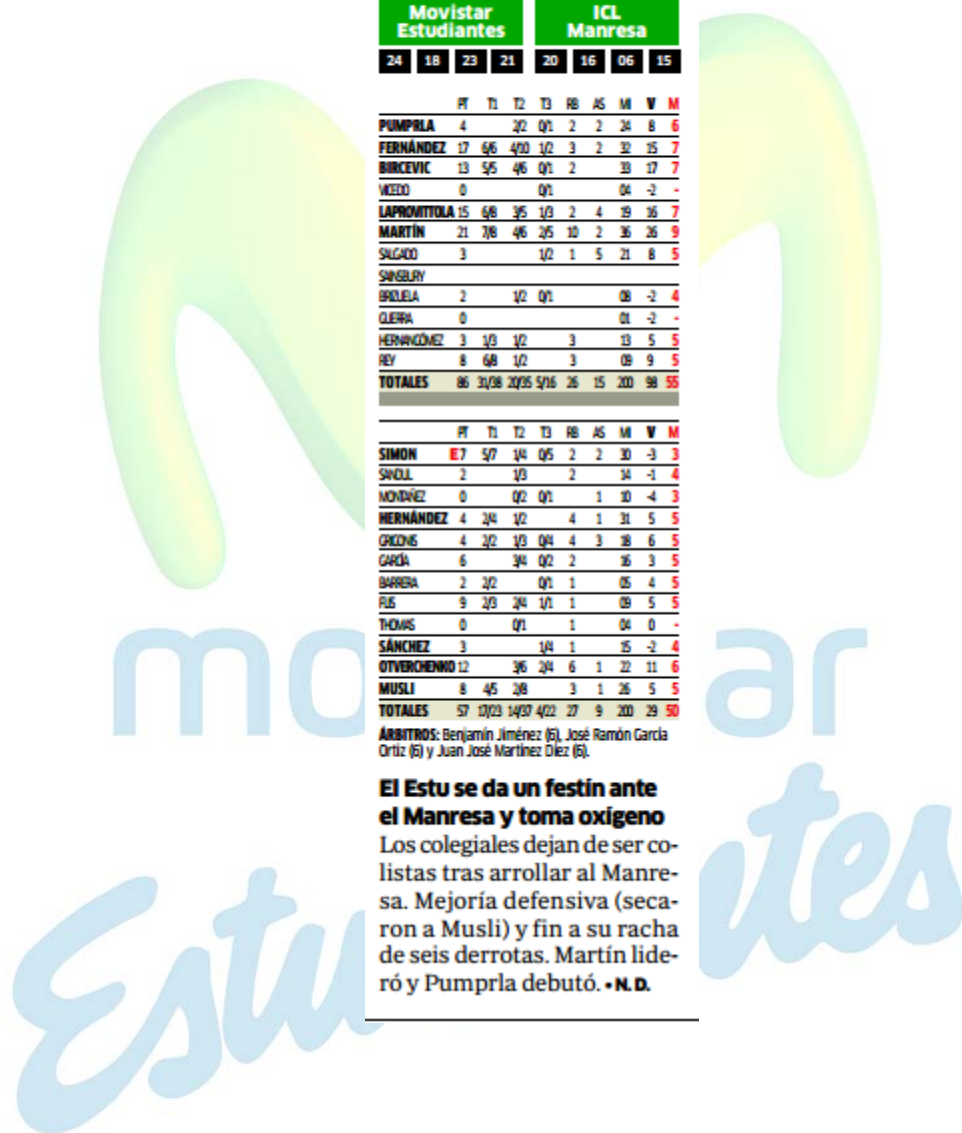 Movistar Estudiantes ICL Manresa
24 18 23 21 20 16 06 15
PT T1 T2 T3 RB AS MI V M
PUMPRLA 4 2/2 0/1 2 2 24 8 6
FERNÁNDEZ 17 6/6 4/10 1/2 3 2 32 15 7
BIRCEVIC 13 5/5 4/6 0/1 2 33 17 7
VICEDO 0 0/1 04 -2 -
LAPROVITTOLA 15 6/8 3/5 1/3 2 4 19 16 7
MARTÍN 21 7/8 4/6 2/5 10 2 36 26 9
SALGADO 3 1/2 1 5 21 8 5
SAINSBURY
BRIZUELA 2 1/2 0/1 08 -2 4
GUERRA 0 01 -2 -
HERNANGÓMEZ 3 1/3 1/2 3 13 5 5
REY 8 6/8 1/2 3 09 9 5
TOTALES 86 31/38 20/35 5/16 26 15 200 98 55
PT T1 T2 T3 RB AS MI V M
SIMON E7 5/7 1/4 0/5 2 2 30 -3 3
SANDUL 2 1/3 2 14 -1 4
MONTAÑEZ 0 0/2 0/1 1 10 -4 3
HERNÁNDEZ 4 2/4 1/2 4 1 31 5 5
GRIGONIS 4 2/2 1/3 0/4 4 3 18 6 5
GARCÍA 6 3/4 0/2 2 16 3 5
BARRERA 2 2/2 0/1 1 05 4 5
FLIS 9 2/3 2/4 1/1 1 09 5 5
THOMAS 0 0/1 1 04 0 -
SÁNCHEZ 3 1/4 1 15 -2 4
OTVERCHENKO 12 3/6 2/4 6 1 22 11 6
MUSLI 8 4/5 2/8 3 1 26 5 5
TOTALES 57 17/23 14/37 4/22 27 9 200 29 50
ÁRBITROS: Benjamín Jiménez (6), José Ramón García
Ortiz (6) y Juan José Martínez Díez (6).
El Estu se da un festín ante
el Manresa y toma oxígeno
Los colegiales dejan de ser co-
listas tras arrollar al Manre-
sa. Mejoría defensiva (seca-
ron a Musli) y fin a su racha
de seis derrotas. Martín lide-
ró y Pumprla debutó. • N. D.